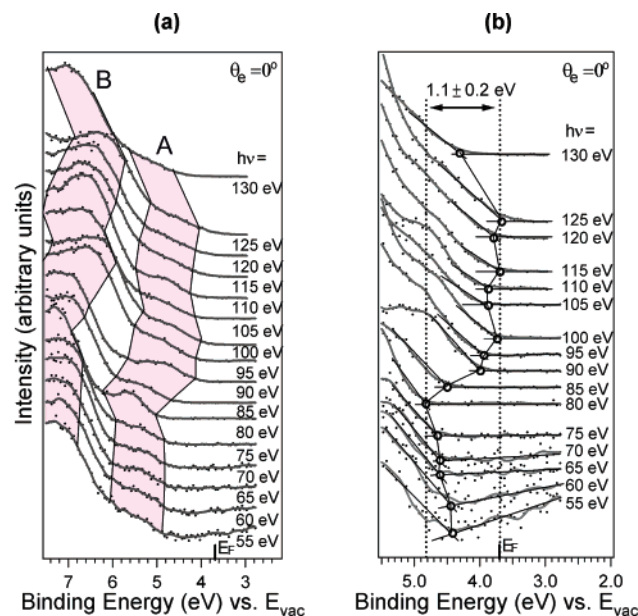 (a)
B
A
θe =0º
hν=
130 eV
125 eV
120 eV
115 eV
110 eV
105 eV
100 eV
95 eV
90 eV
85 eV
80 eV
75 eV
70 eV
65 eV
60 eV
55 eV
EF
7 6 5 4 3
Binding Energy (eV) vs. Evac
Intensity (arbitrary units)
(b)
θe =0º
1.1 ± 0.2 eV
hν=
130 eV
125 eV
120 eV
115 eV
110 eV
105 eV
100 eV
95 eV
90 eV
85 eV
80 eV
75 eV
70 eV
65 eV
60 eV
55 eV
EF
5.0 4.0 3.0 2.0
Binding Energy (eV) vs. Evac